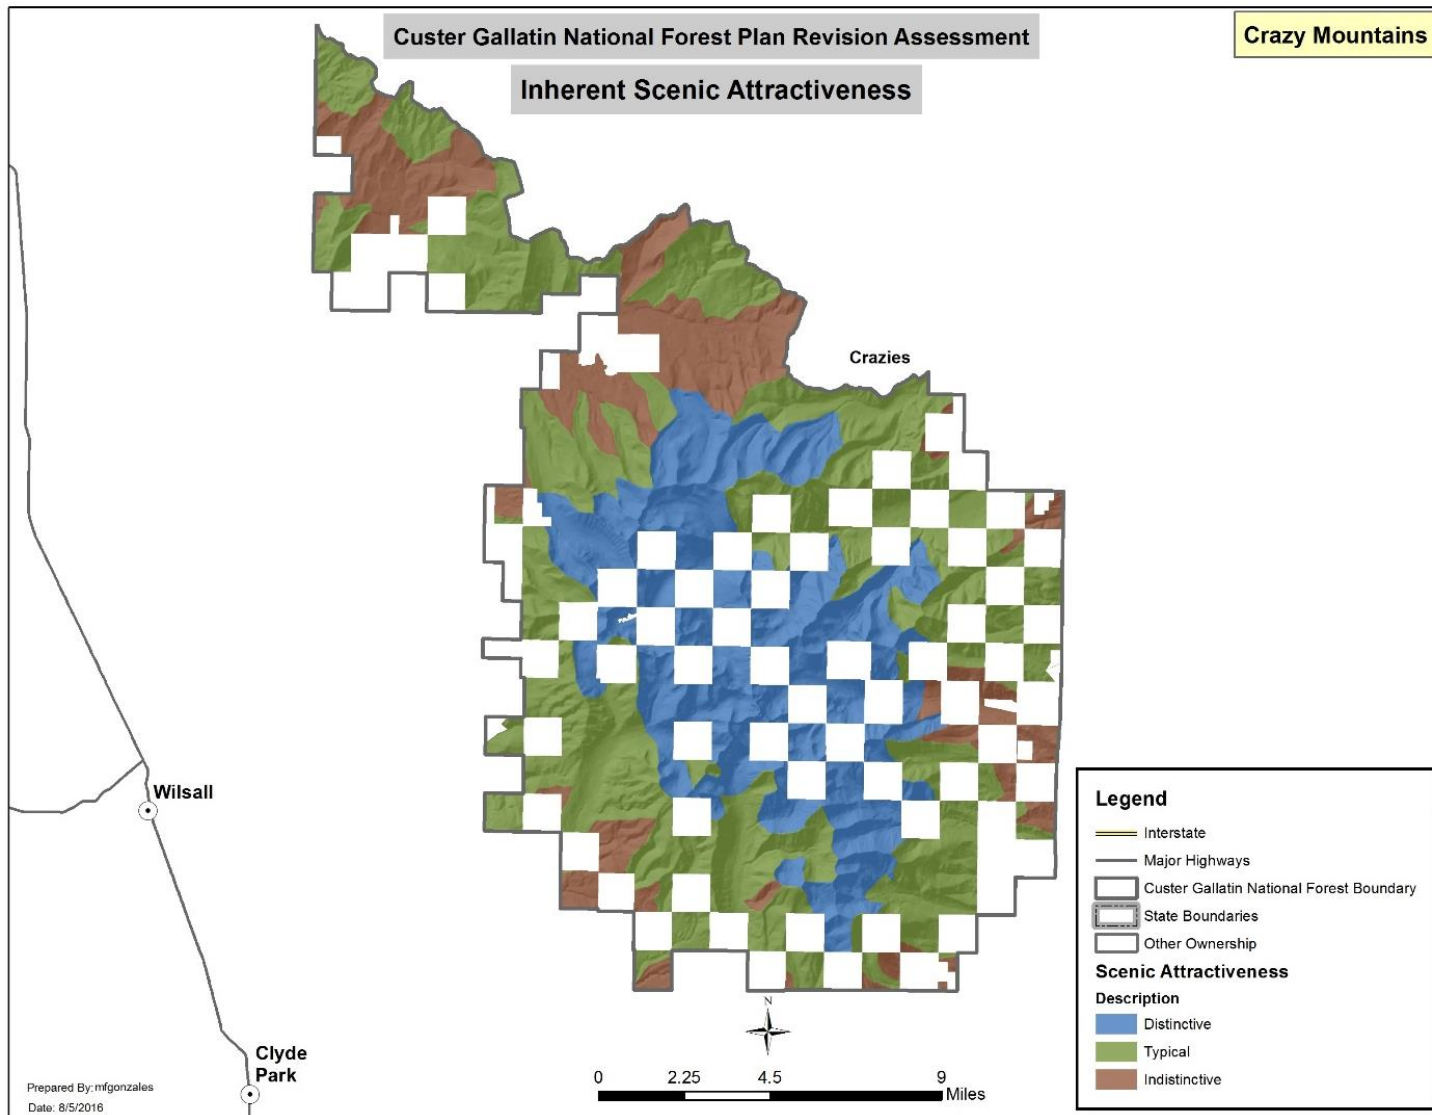 Custer Gallatin National Forest Plan Revision Assessment
Crazy Mountains
Inherent Scenic Attractiveness
Crazies
Wilsall
Clyde
Park
Legend
Interstate
Major Highways
Custer Gallatin National Forest Boundary
State Boundaries
Other Ownership
Scenic Attractiveness
Description
Distinctive
Typical
Indistinctive
N
0 2.25 4.5 9
Miles
Prepared By: mfgonzales
Date: 8/5/2016